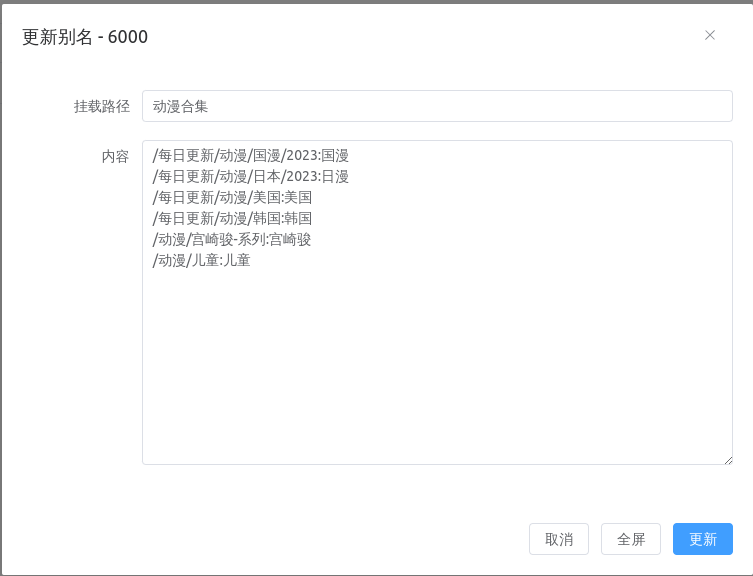 更新别名 - 6000
挂载路径 动漫合集
内容
/每日更新/动漫/国漫/2023:国漫
/每日更新/动漫/日本/2023:日漫
/每日更新/动漫/美国:美国
/每日更新/动漫/韩国:韩国
/动漫/宫崎骏-系列:宫崎骏
/动漫/儿童:儿童
取消 全屏 更新